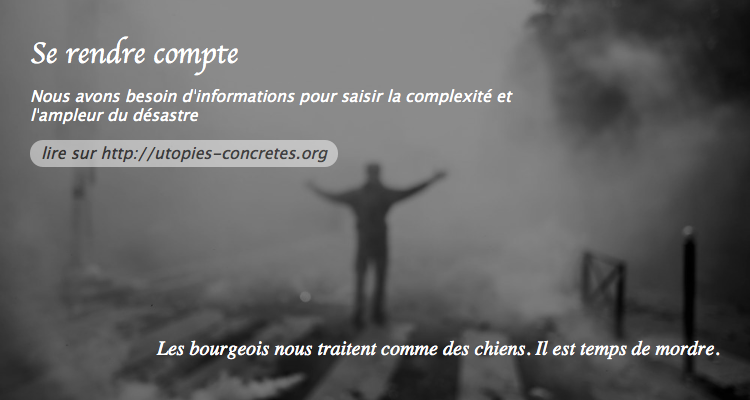 Se rendre compte
Nous avons besoin d'informations pour saisir la complexité et
l'ampleur du désastre
lire sur http://utopies-concretes.org
Les bourgeois nous traitent comme des chiens. Il est temps de mordre.